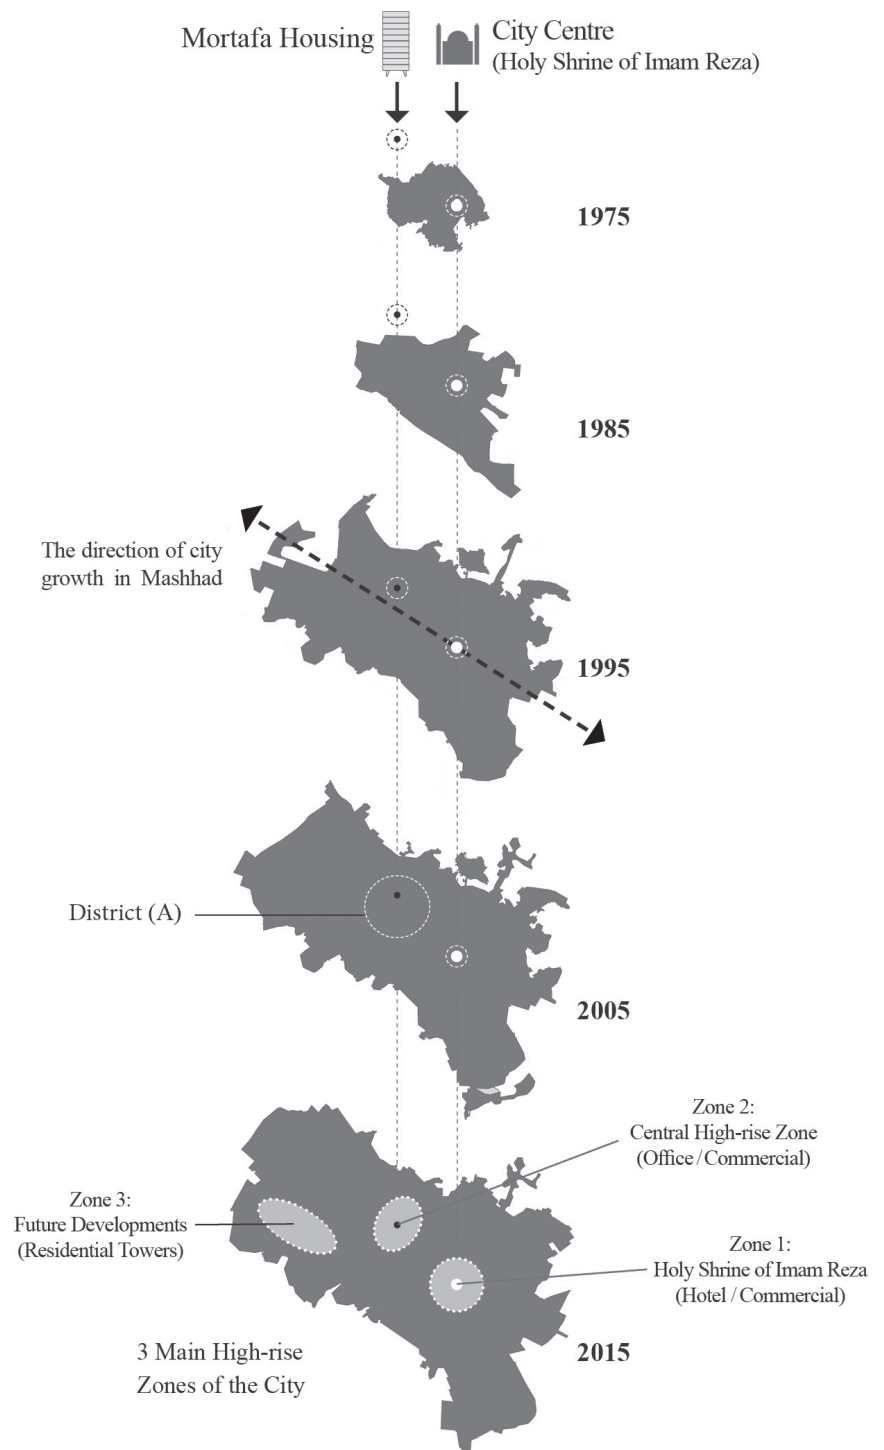 Mortafa Housing
City Centre
(Holy Shrine of Imam Reza)
1975
1985
The direction of city
growth in Mashhad
1995
District (A)
2005
Zone 2:
Central High-rise Zone
(Office / Commercial)
Zone 3:
Future Developments
(Residential Towers)
Zone 1:
Holy Shrine of Imam Reza
(Hotel / Commercial)
3 Main High-rise
Zones of the City
2015